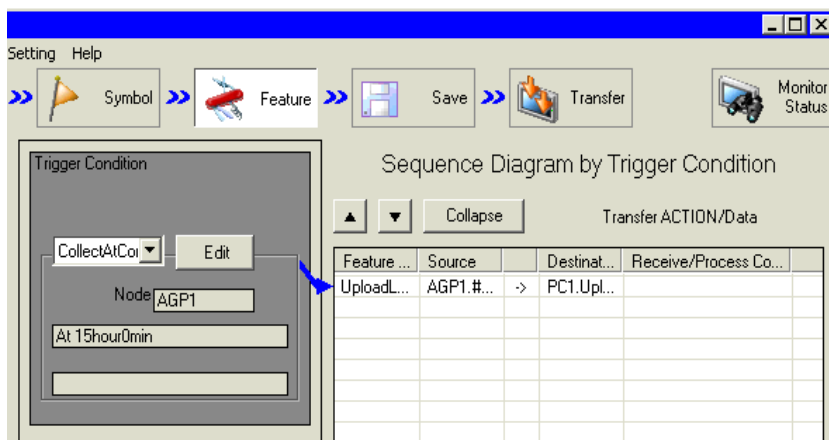 Setting Help
Symbol Feature Save Transfer Monitor Status
Trigger Condition
CollectAtCo Edit
Node AGP1
At 15hour0min
Sequence Diagram by Trigger Condition
Collapse Transfer ACTION/Data
Feature ... Source Destinat... Receive/Process Co...
UploadL... AGP1.#... -> PC1.Upl...